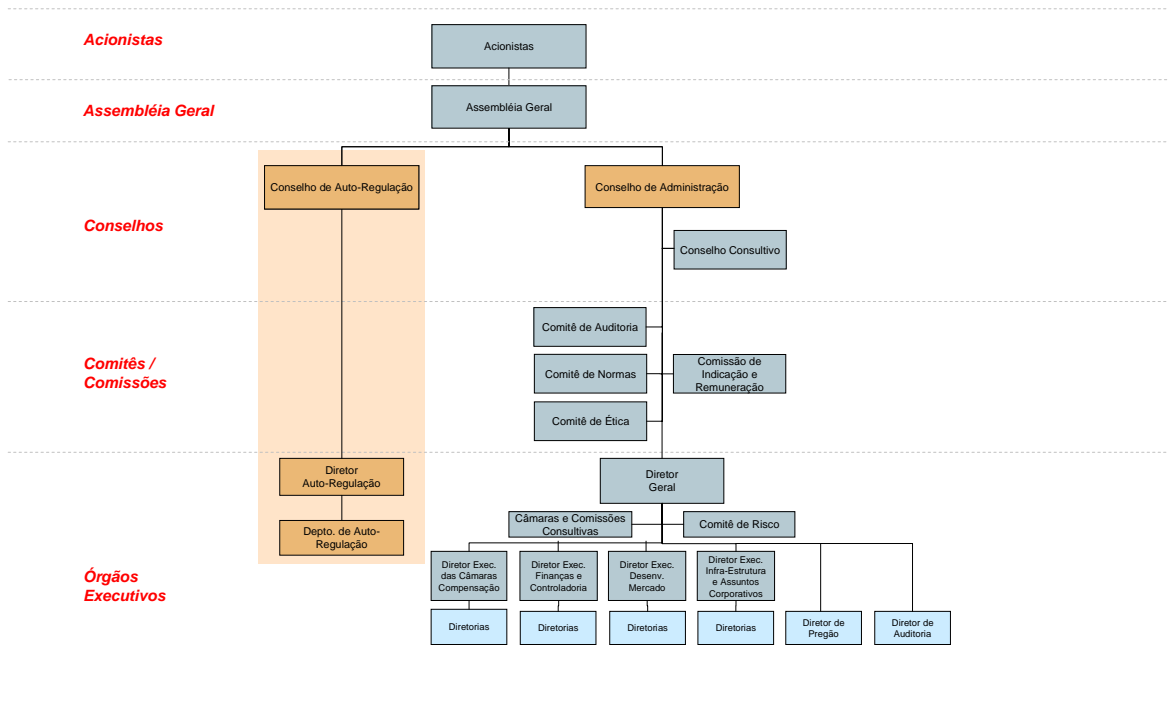 Acionistas
Acionistas
Assembléia Geral
Assembléia Geral
Conselho de Auto-Regulação
Conselho de Administração
Conselhos
Conselho Consultivo
Comitê de Auditoria
Comitês /
Comissões
Comitê de Normas
Comissão de
Indicação e
Remuneração
Comitê de Ética
Diretor
Auto-Regulação
Diretor
Geral
Câmaras e Comissões
Consultivas
Comitê de Risco
Depto. de Auto-
Regulação
Órgãos
Executivos
Diretor Exec.
das Câmaras
Compensação
Diretor Exec.
Finanças e
Controladoria
Diretor Exec.
Desenv.
Mercado
Diretor Exec.
Infra-Estrutura
e Assuntos
Corporativos
Diretorias
Diretorias
Diretorias
Diretorias
Diretor de
Pregão
Diretor de
Auditoria